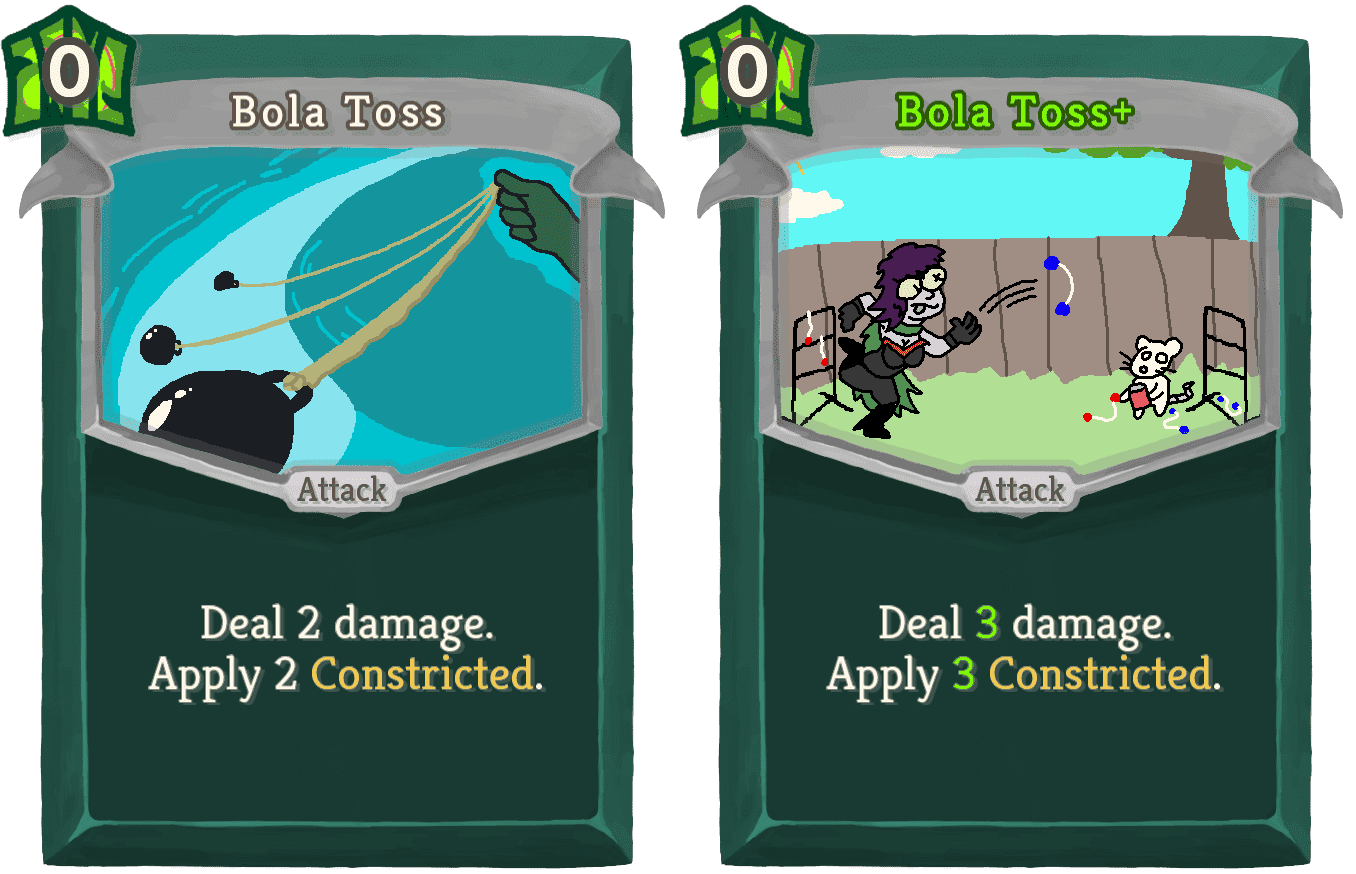 0
Bola Toss
Attack
Deal 2 damage.
Apply 2 Constricted.
0
Bola Toss+
Attack
Deal 3 damage.
Apply 3 Constricted.